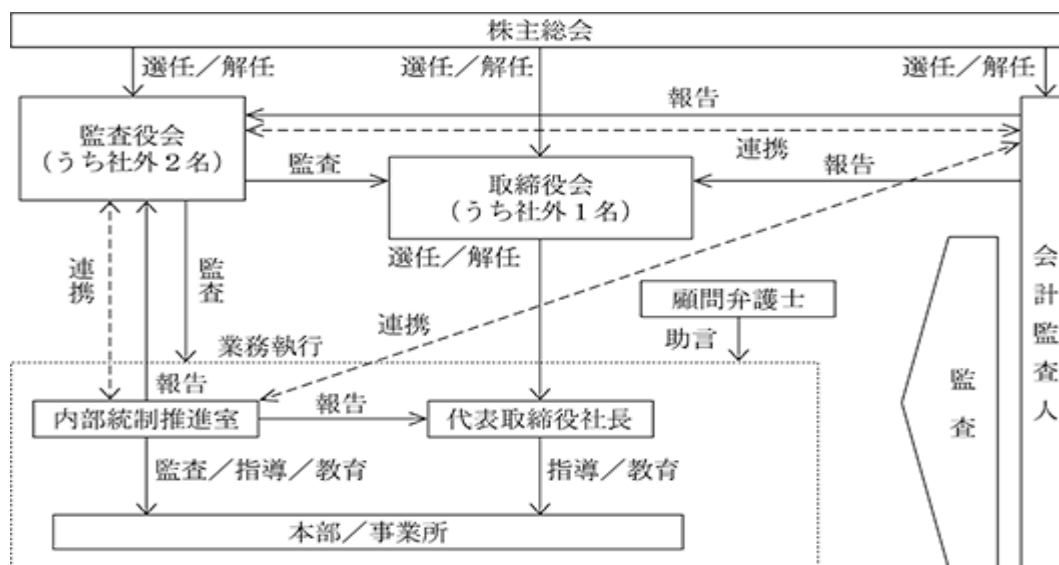 株主総会
選任／解任
選任／解任
選任／解任
報告
監査役会
（うち社外２名）
連携
監査
報告
取締役会
（うち社外１名）
選任／解任
連携
監査
会計監査人
顧問弁護士
連携
助言
監査
業務執行
報告
内部統制推進室
報告
代表取締役社長
監査／指導／教育
指導／教育
本部／事業所